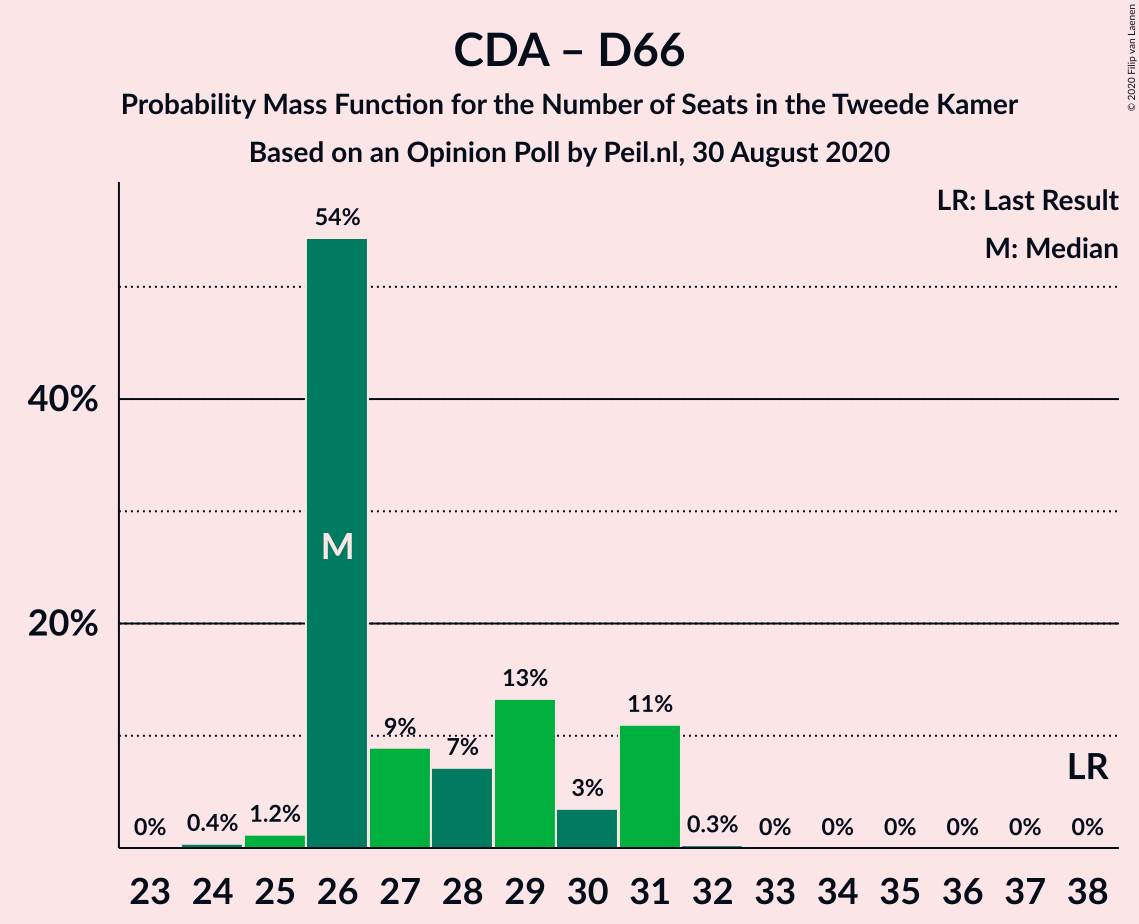 CDA – D66
Probability Mass Function for the Number of Seats in the Tweede Kamer
Based on an Opinion Poll by Peil.nl, 30 August 2020
© 2020 Filip van Laenen
LR: Last Result
M: Median
40%
20%
0%
0.4%
1.2%
54%
9%
7%
13%
3%
11%
0.3%
0%
0%
0%
0%
0%
0%
M
LR
23 24 25 26 27 28 29 30 31 32 33 34 35 36 37 38